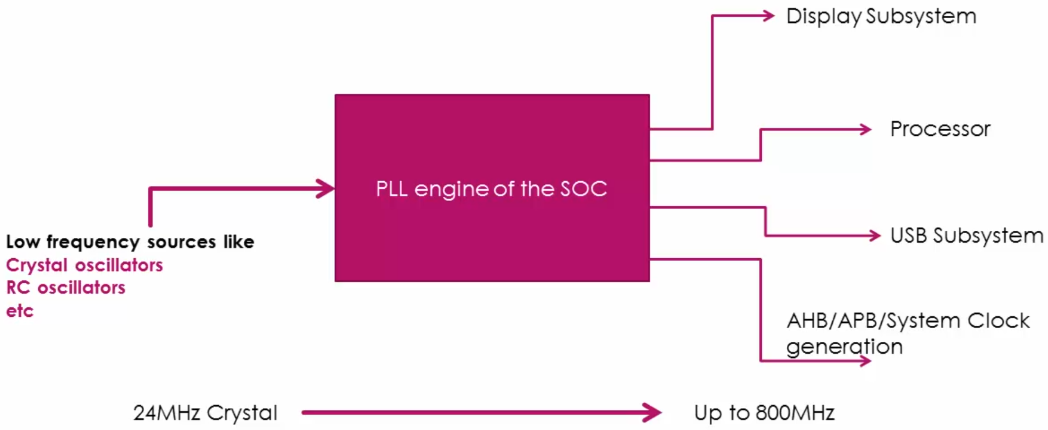 Display Subsystem
Processor
PLL engine of the SOC
USB Subsystem
Low frequency sources like
Crystal oscillators
RC oscillators
etc
AHB/APB/System Clock
generation
24MHz Crystal
Up to 800MHz